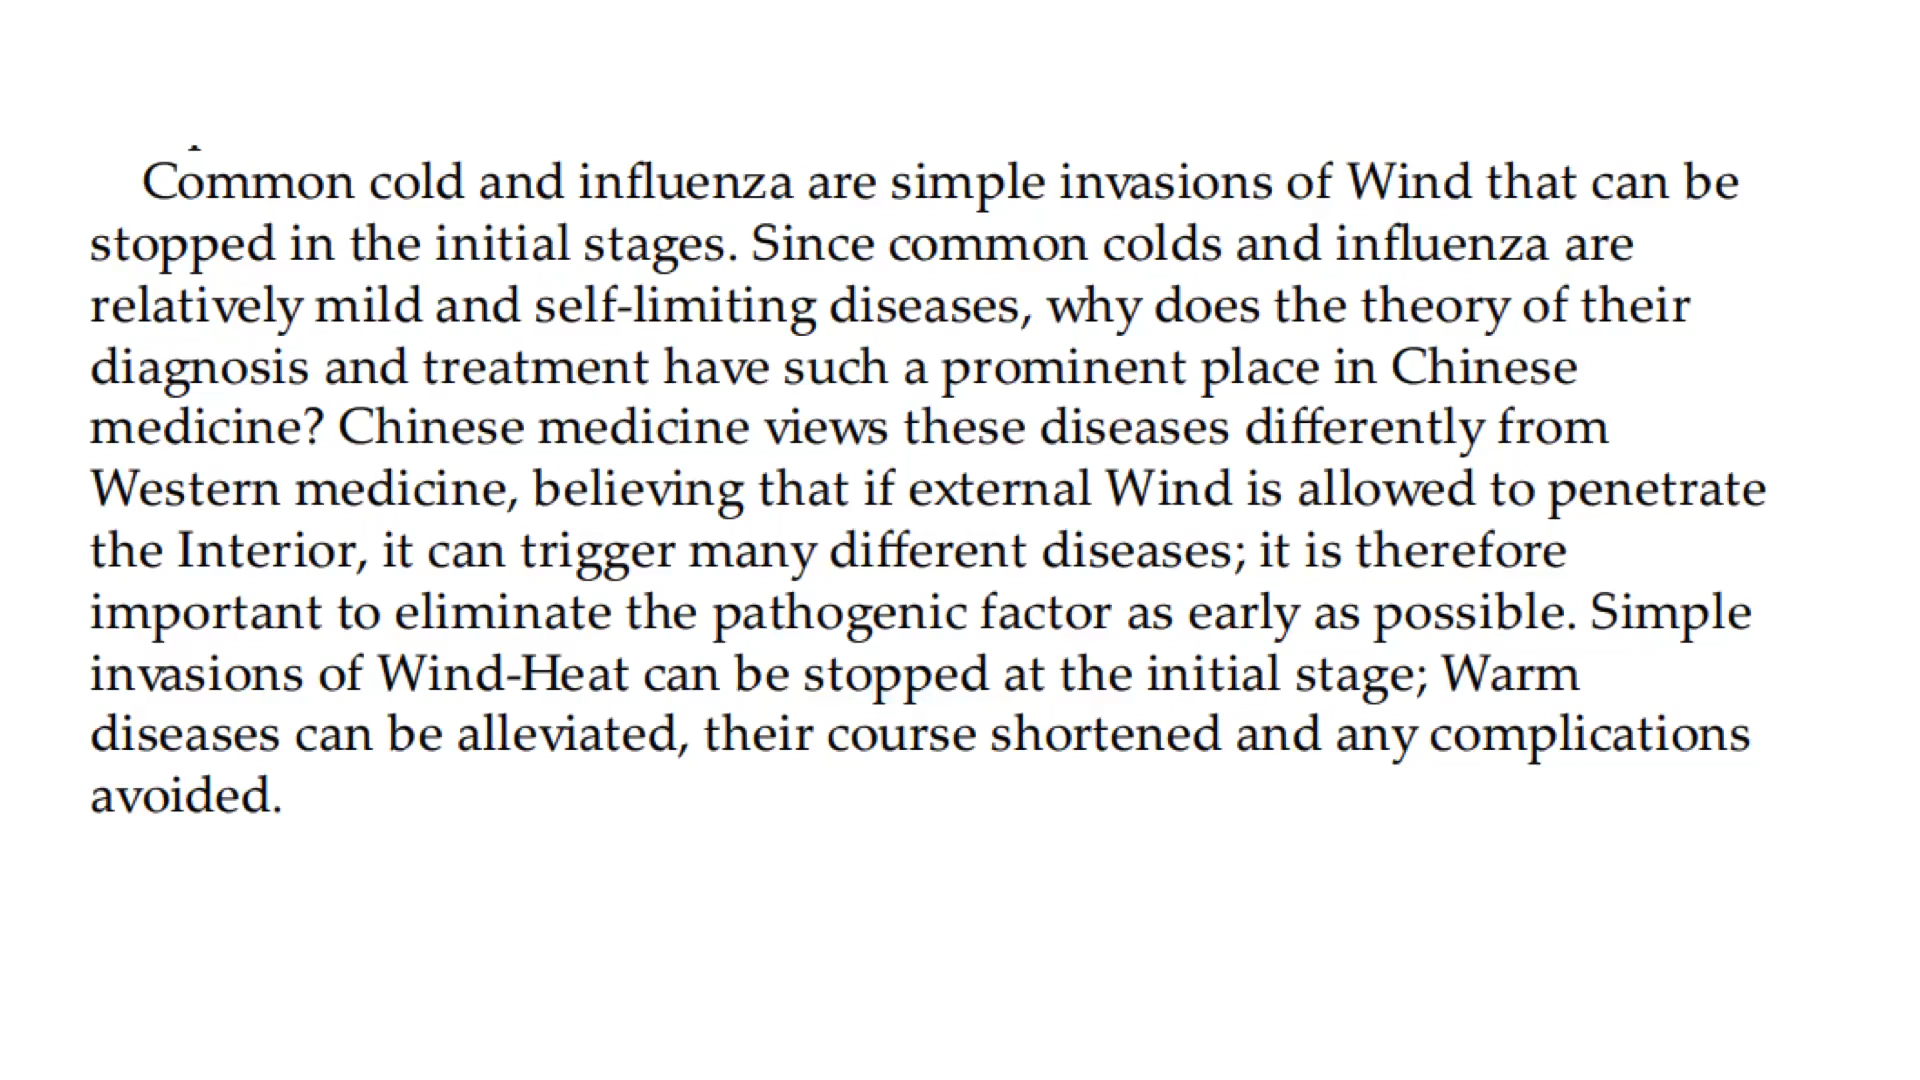 Common cold and influenza are simple invasions of Wind that can be
stopped in the initial stages. Since common colds and influenza are
relatively mild and self-limiting diseases, why does the theory of their
diagnosis and treatment have such a prominent place in Chinese
medicine? Chinese medicine views these diseases differently from
Western medicine, believing that if external Wind is allowed to penetrate
the Interior, it can trigger many different diseases; it is therefore
important to eliminate the pathogenic factor as early as possible. Simple
invasions of Wind-Heat can be stopped at the initial stage; Warm
diseases can be alleviated, their course shortened and any complications
avoided.